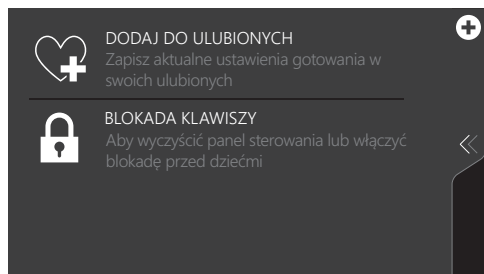 DODAJ DO ULUBIONYCH
Zapisz aktualne ustawienia gotowania w
swoich ulubionych
BLOKADA KLAWISZY
Aby wyczyścić panel sterowania lub włączyć
blokadę przed dziećmi